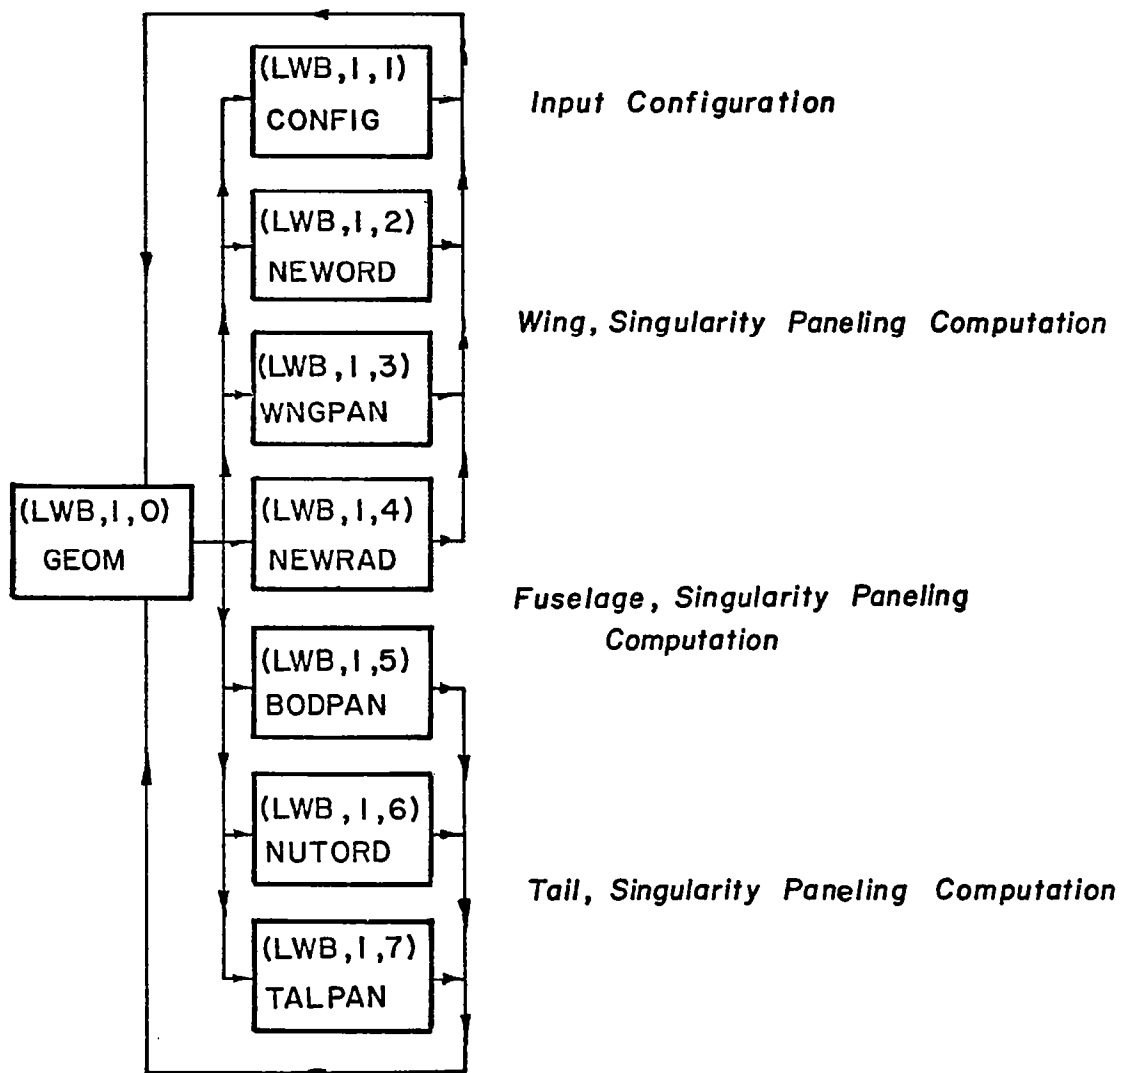 (LWB,1,1)
CONFIG
Input Configuration
(LWB,1,2)
NEWORD
Wing, Singularity Paneling Computation
(LWB,1,3)
WNGPAN
(LWB,1,0)
GEOM
(LWB,1,4)
NEWRAD
Fuselage, Singularity Paneling
Computation
(LWB,1,5)
BODPAN
(LWB,1,6)
NUTORD
Tail, Singularity Paneling Computation
(LWB,1,7)
TALPAN